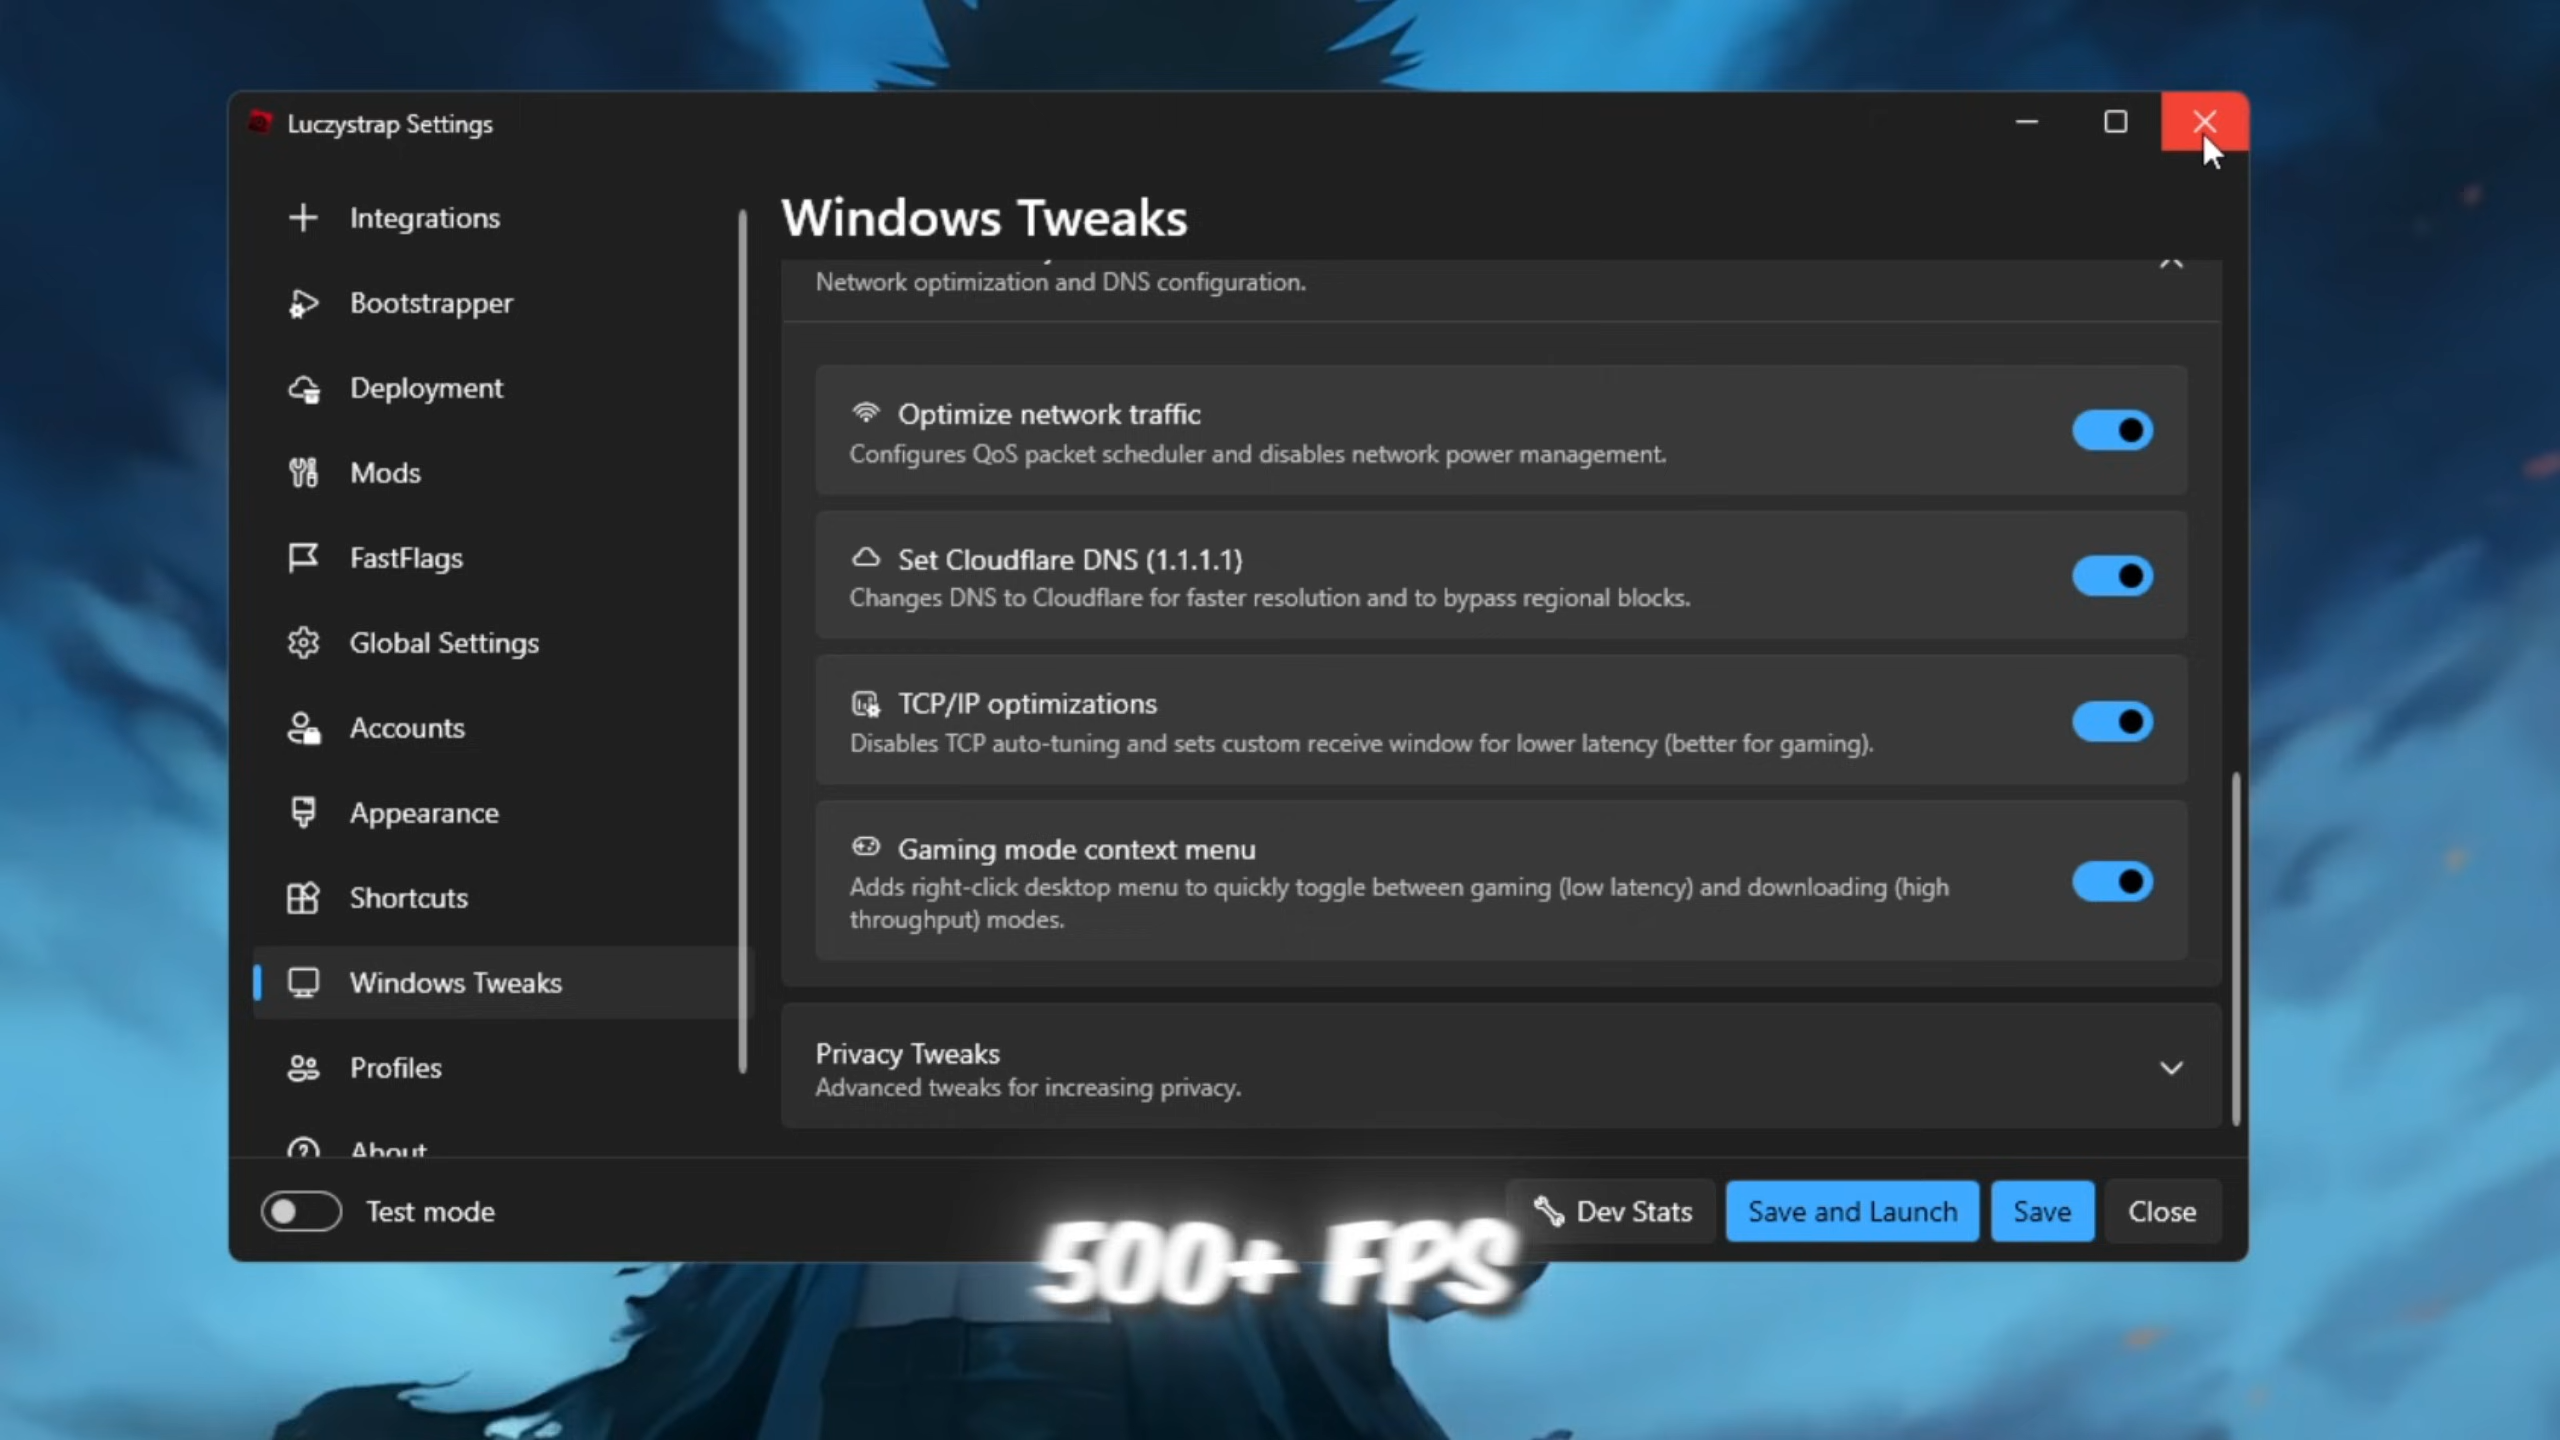 Luczystrap Settings
Integrations
Bootstrapper
Deployment
Mods
FastFlags
Global Settings
Accounts
Appearance
Shortcuts
Windows Tweaks
Profiles
About
Windows Tweaks
Network optimization and DNS configuration.
Optimize network traffic
Configures QoS packet scheduler and disables network power management.
Set Cloudflare DNS (1.1.1.1)
Changes DNS to Cloudflare for faster resolution and to bypass regional blocks.
TCP/IP optimizations
Disables TCP auto-tuning and sets custom receive window for lower latency (better for gaming).
Gaming mode context menu
Adds right-click desktop menu to quickly toggle between gaming (low latency) and downloading (high
throughput) modes.
Privacy Tweaks
Advanced tweaks for increasing privacy.
Test mode
Dev Stats
Save and Launch
Save
Close
500+ FPS